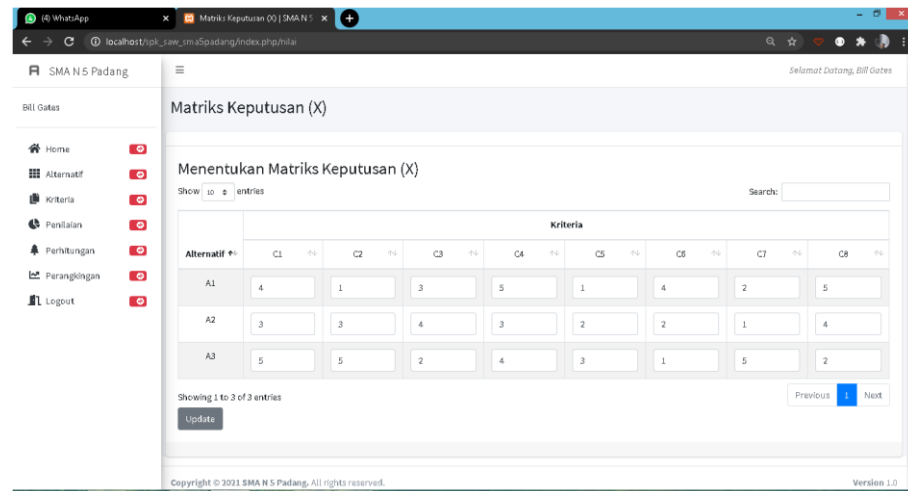 (4) WhatsApp
Matriks Keputusan (X) | SMA N 5
localhost/spk_saw_sma5padang/index.php/nilai
SMA N 5 Padang
Selamat Datang, Bill Gates
Bill Gates
Matriks Keputusan (X)
Home
Alternatif
Kriteria
Penilaian
Perhitungan
Perangkingan
Logout
Menentukan Matriks Keputusan (X)
Show 10 entries
Search:
Kriteria
Alternatif C1 C2 C3 C4 C5 C6 C7 C8
A1 4 1 3 5 1 4 2 5
A2 3 3 4 3 2 2 1 4
A3 5 5 2 4 3 1 5 2
Showing 1 to 3 of 3 entries
Previous 1 Next
Update
Copyright © 2021 SMA N 5 Padang. All rights reserved.
Version 1.0